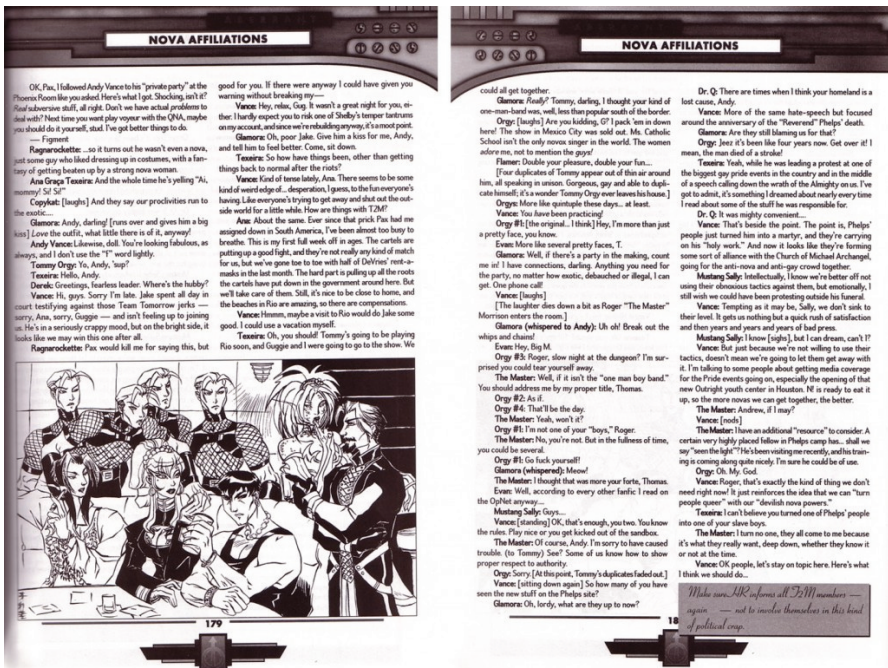 NOVA AFFILIATIONS
OK, Pax, I followed Andy Vance to his "private party" at the
Phoenix Room like you asked. Here's what I got. Shocking, isn't it?
Real subversive stuff, all right. Don't we have actual problems to
deal with? Next time you want play voyeur with the QNA, maybe
you should do it yourself, stud. I've got better things to do.
— Figment
Ragnarockette: ...so it turns out he wasn't even a nova,
just some guy who liked dressing up in costumes, with a fan-
tasy of getting beaten up by a strong nova woman.
Ana Graça Texeira: And the whole time he's yelling "Ai,
mommy! Si! Si!"
Copykat: [laughs] And they say our proclivities run to
the exotic....
Glamora: Andy, darling! [runs over and gives him a big
kiss] Love the outfit, what little there is of it, anyway!
Andy Vance: Likewise, doll. You're looking fabulous, as
always, and I don't use the "f" word lightly.
Tommy Orgy: Yo, Andy, 'sup?
Texeira: Hello, Andy.
Derek: Greetings, fearless leader. Where's the hubby?
Vance: Hi, guys. Sorry I'm late. Jake spent all day in
court testifying against those Team Tomorrow jerks —
sorry, Ana, sorry, Guggie — and isn't feeling up to joining
us. He's in a seriously crappy mood, but on the bright side, it
looks like we may win this one after all.
Ragnarockette: Pax would kill me for saying this, but
good for you. If there were anyway I could have given you
warning without breaking my—
Vance: Hey, relax, Gug. It wasn't a great night for you, ei-
ther. I hardly expect you to risk one of Shelby's temper tantrums
on my account, and since we're rebuilding anyway, it's a moot point.
Glamora: Oh, poor Jake. Give him a kiss for me, Andy,
and tell him to feel better. Come, sit down.
Texeira: So how have things been, other than getting
things back to normal after the riots?
Vance: Kind of tense lately, Ana. There seems to be some
kind of weird edge of... desperation, I guess, to the fun everyone's
having. Like everyone's trying to get away and shut out the out-
side world for a little while. How are things with T2M?
Ana: About the same. Ever since that prick Pax had me
assigned down in South America, I've been almost too busy to
breathe. This is my first full week off in ages. The cartels are
putting up a good fight, and they're not really any kind of match
for us, but we've gone toe to toe with half of DeVries' rent-a-
masks in the last month. The hard part is pulling up all the roots
the cartels have put down in the government around here. But
we'll take care of them. Still, it's nice to be close to home, and
the beaches in Rio are amazing, so there are compensations.
Vance: Hmmm, maybe a visit to Rio would do Jake some
good. I could use a vacation myself.
Texeira: Oh, you should! Tommy's going to be playing
Rio soon, and Guggie and I were going to go to the show. We
179
NOVA AFFILIATIONS
could all get together.
Glamora: Really? Tommy, darling, I thought your kind of
one-man-band was, well, less than popular south of the border.
Orgy: [laughs] Are you kidding, G? I pack 'em in down
here! The show in Mexico City was sold out. Ms. Catholic
School isn't the only novox singer in the world. The women
adore me, not to mention the guys!
Flamer: Double your pleasure, double your fun....
[Four duplicates of Tommy appear out of thin air around
him, all speaking in unison. Gorgeous, gay and able to dupli-
cate himself; it's a wonder Tommy Orgy ever leaves his house.]
Orgys: More like quintuple these days... at least.
Vance: You have been practicing!
Orgy #1: [the original... I think] Hey, I'm more than just
a pretty face, you know.
Evan: More like several pretty faces, T.
Glamora: Well, if there's a party in the making, count
me in! I have connections, darling. Anything you need for
the party, no matter how exotic, debauched or illegal, I can
get. One phone call!
Vance: [laughs]
[The laughter dies down a bit as Roger "The Master"
Morrison enters the room.]
Glamora (whispered to Andy): Uh oh! Break out the
whips and chains!
Evan: Hey, Big M.
Orgy #3: Roger, slow night at the dungeon? I'm sur-
prised you could tear yourself away.
The Master: Well, if it isn't the "one man boy band."
You should address me by my proper title, Thomas.
Orgy #2: As if.
Orgy #4: That'll be the day.
The Master: Yeah, won't it?
Orgy #1: I'm not one of your "boys," Roger.
The Master: No, you're not. But in the fullness of time,
you could be several.
Orgy #1: Go fuck yourself!
Glamora (whispered): Meow!
The Master: I thought that was more your forte, Thomas.
Evan: Well, according to every other fanfic I read on
the OpNet anyway....
Mustang Sally: Guys....
Vance: [standing] OK, that's enough, you two. You know
the rules. Play nice or you get kicked out of the sandbox.
The Master: Of course, Andy. I'm sorry to have caused
trouble. (to Tommy) See? Some of us know how to show
proper respect to authority.
Orgy: Sorry. [At this point, Tommy's duplicates faded out.]
Vance: [sitting down again] So how many of you have
seen the new stuff on the Phelps site?
Glamora: Oh, lordy, what are they up to now?
Dr. Q: There are times when I think your homeland is a
lost cause, Andy.
Vance: More of the same hate-speech but focused
around the anniversary of the "Reverend" Phelps' death.
Glamora: Are they still blaming us for that?
Orgy: Jeez it's been like four years now. Get over it! I
mean, the man died of a stroke!
Texeira: Yeah, while he was leading a protest at one of
the biggest gay pride events in the country and in the middle
of a speech calling down the wrath of the Almighty on us. I've
got to admit, it's something I dreamed about nearly every time
I read about some of the stuff he was responsible for.
Dr. Q: It was mighty convenient....
Vance: That's beside the point. The point is, Phelps'
people just turned him into a martyr, and they're carrying
on his "holy work." And now it looks like they're forming
some sort of alliance with the Church of Michael Archangel,
going for the anti-nova and anti-gay crowd together.
Mustang Sally: Intellectually, I know we're better off not
using their obnoxious tactics against them, but emotionally, I
still wish we could have been protesting outside his funeral.
Vance: Tempting as it may be, Sally, we don't sink to
their level. It gets us nothing but a quick rush of satisfaction
and then years and years and years of bad press.
Mustang Sally: I know [sighs], but I can dream, can't I?
Vance: But just because we're not willing to use their
tactics, doesn't mean we're going to let them get away with
it. I'm talking to some people about getting media coverage
for the Pride events going on, especially the opening of that
new Outright youth center in Houston. N! is ready to eat it
up, so the more novas we can get together, the better.
The Master: Andrew, if I may?
Vance: [nods]
The Master: I have an additional "resource" to consider. A
certain very highly placed fellow in Phelps camp has... shall we
say "seen the light"? He's been visiting me recently, and his train-
ing is coming along quite nicely. I'm sure he could be of use.
Orgy: Oh. My. God.
Vance: Roger, that's exactly the kind of thing we don't
need right now! It just reinforces the idea that we can "turn
people queer" with our "devilish nova powers."
Texeira: I can't believe you turned one of Phelps' people
into one of your slave boys.
The Master: I turn no one, they all come to me because
it's what they really want, deep down, whether they know it
or not at the time.
Vance: OK people, let's stay on topic here. Here's what
I think we should do...
Make sure HR informs all T2M members —
again — not to involve themselves in this kind
of political crap.
18